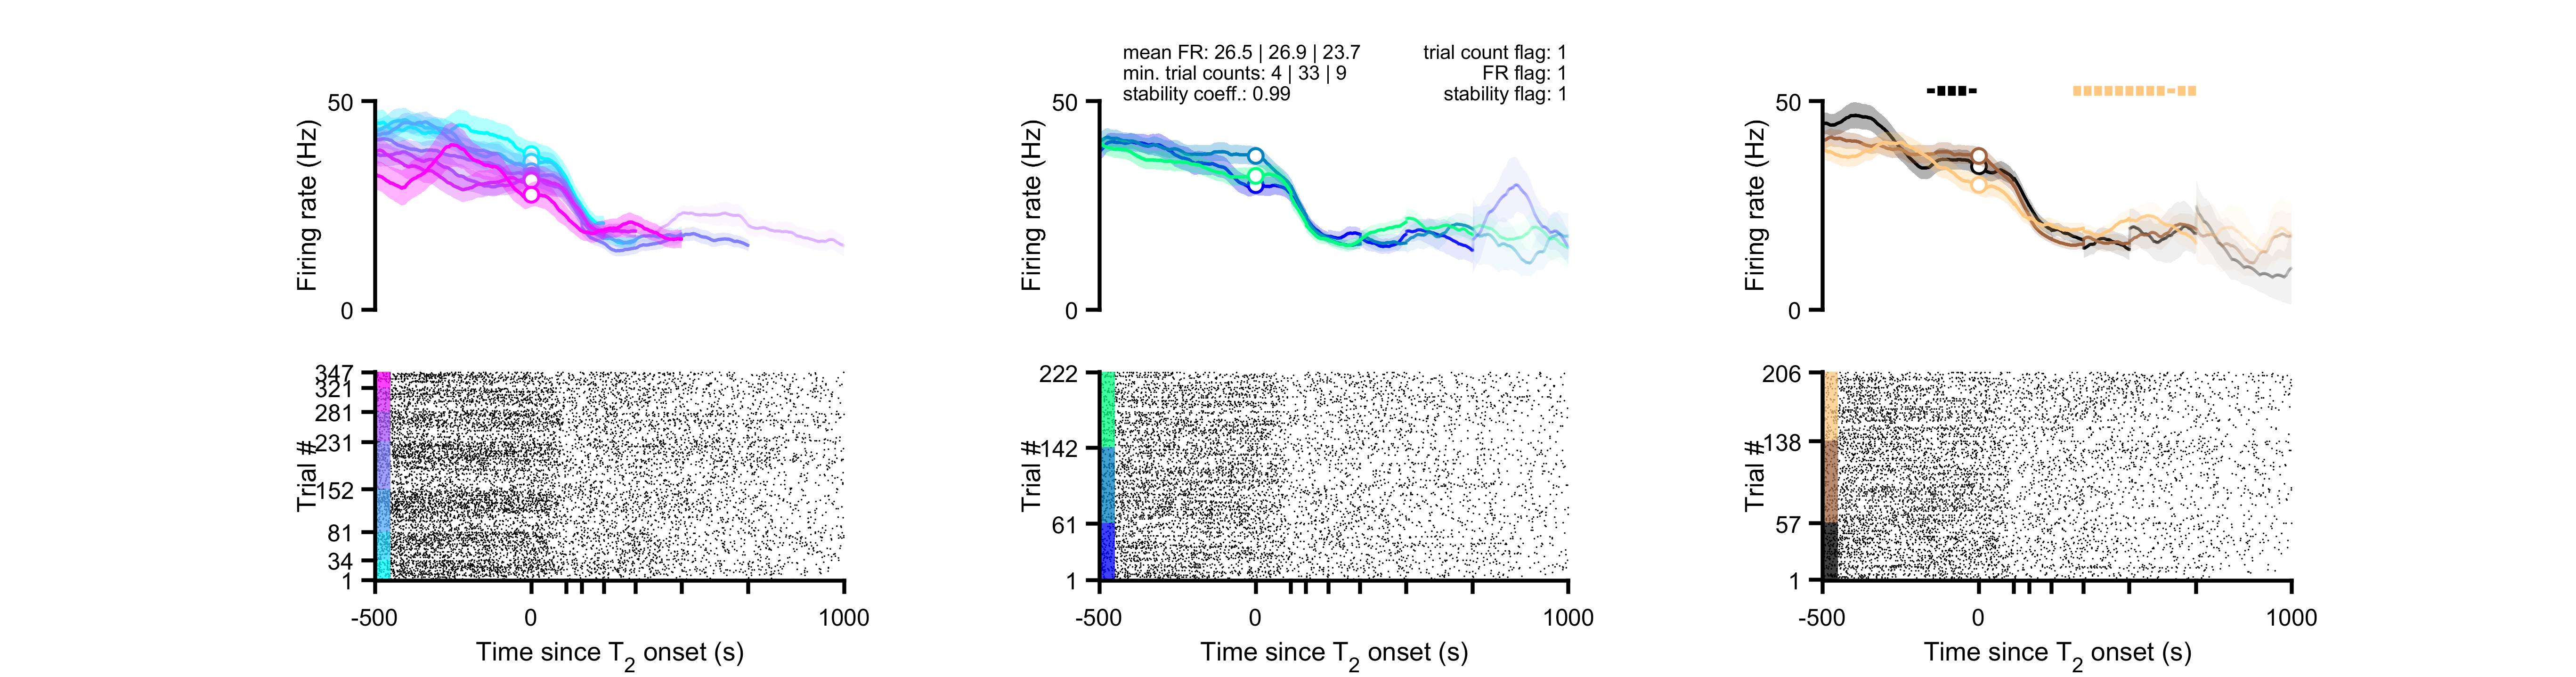 mean FR: 26.5 | 26.9 | 23.7
min. trial counts: 4 | 33 | 9
stability coeff.: 0.99
trial count flag: 1
FR flag: 1
stability flag: 1
50
0
Firing rate (Hz)
50
0
Firing rate (Hz)
50
0
Firing rate (Hz)
347
321
281
231
152
81
34
1
Trial #
-500
0
1000
Time since T2 onset (s)
222
142
61
1
Trial #
-500
0
1000
Time since T2 onset (s)
206
138
57
1
Trial #
-500
0
1000
Time since T2 onset (s)